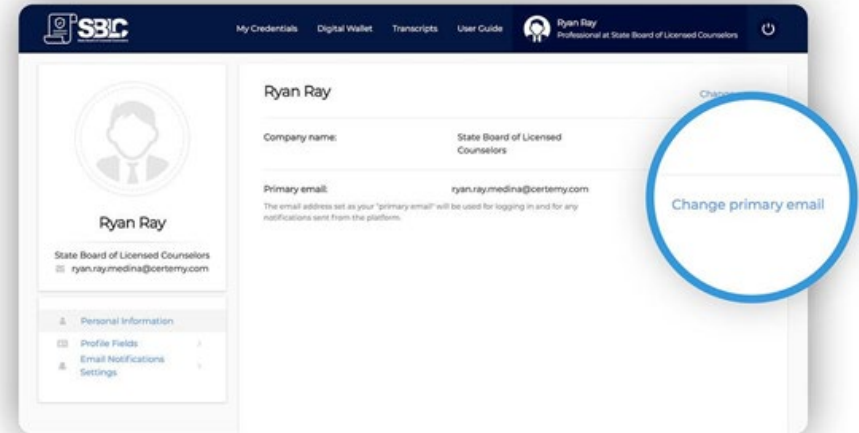 SBLC
My Credentials Digital Wallet Transcripts User Guide
Ryan Ray
Professional at State Board of Licensed Counselors
Ryan Ray
State Board of Licensed Counselors
ryan.ray.medina@certemy.com
Personal Information
Profile Fields
Email Notifications
Settings
Ryan Ray
Company name: State Board of Licensed
Counselors
Primary email: ryan.ray.medina@certemy.com
The email address set as your "primary email" will be used for logging in and for any
notifications sent from the platform.
Change primary email